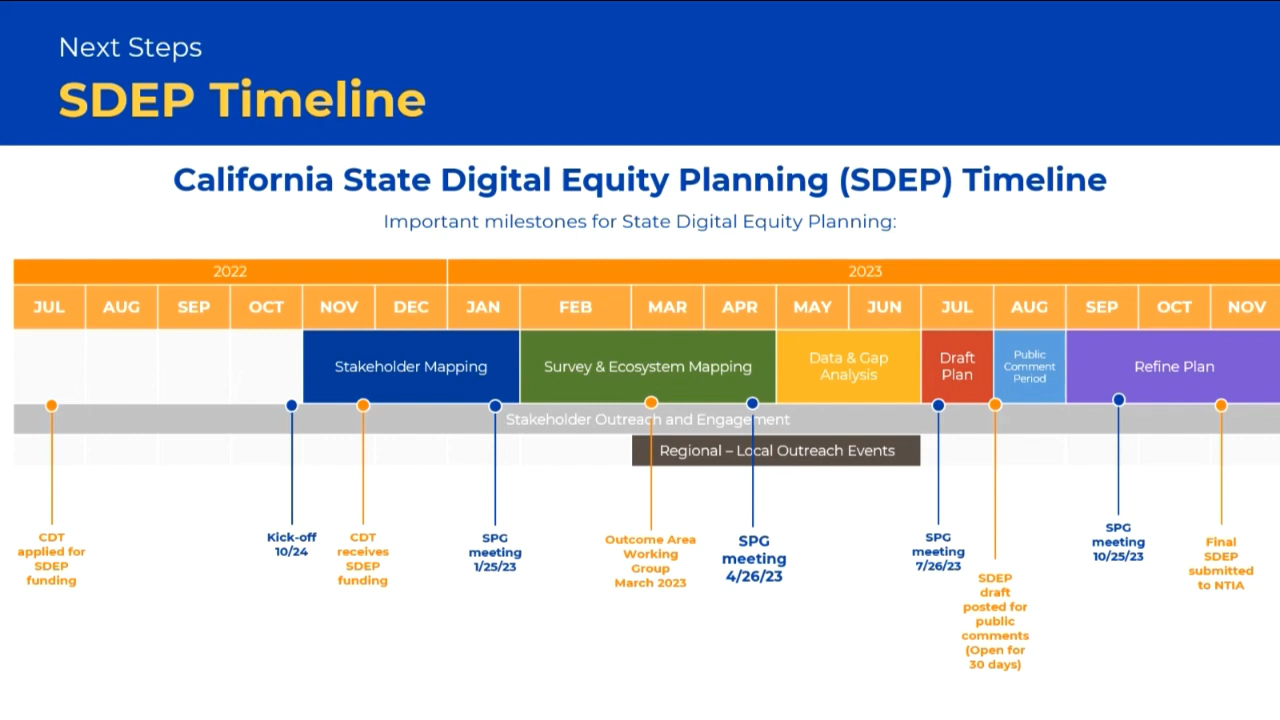 Next Steps
SDEP Timeline
California State Digital Equity Planning (SDEP) Timeline
Important milestones for State Digital Equity Planning:
2022 2023
JUL AUG SEP OCT NOV DEC JAN FEB MAR APR MAY JUN JUL AUG SEP OCT NOV
Stakeholder Mapping
Survey & Ecosystem Mapping
Data & Gap
Analysis
Draft
Plan
Public
Comment
Period
Refine Plan
Stakeholder Outreach and Engagement
Regional – Local Outreach Events
CDT
applied for
SDEP
funding
Kick-off
10/24
CDT
receives
SDEP
funding
SPG
meeting
1/25/23
Outcome Area
Working
Group
March 2023
SPG
meeting
4/26/23
SPG
meeting
7/26/23
SDEP
draft
posted for
public
comments
(Open for
30 days)
SPG
meeting
10/25/23
Final
SDEP
submitted
to NTIA